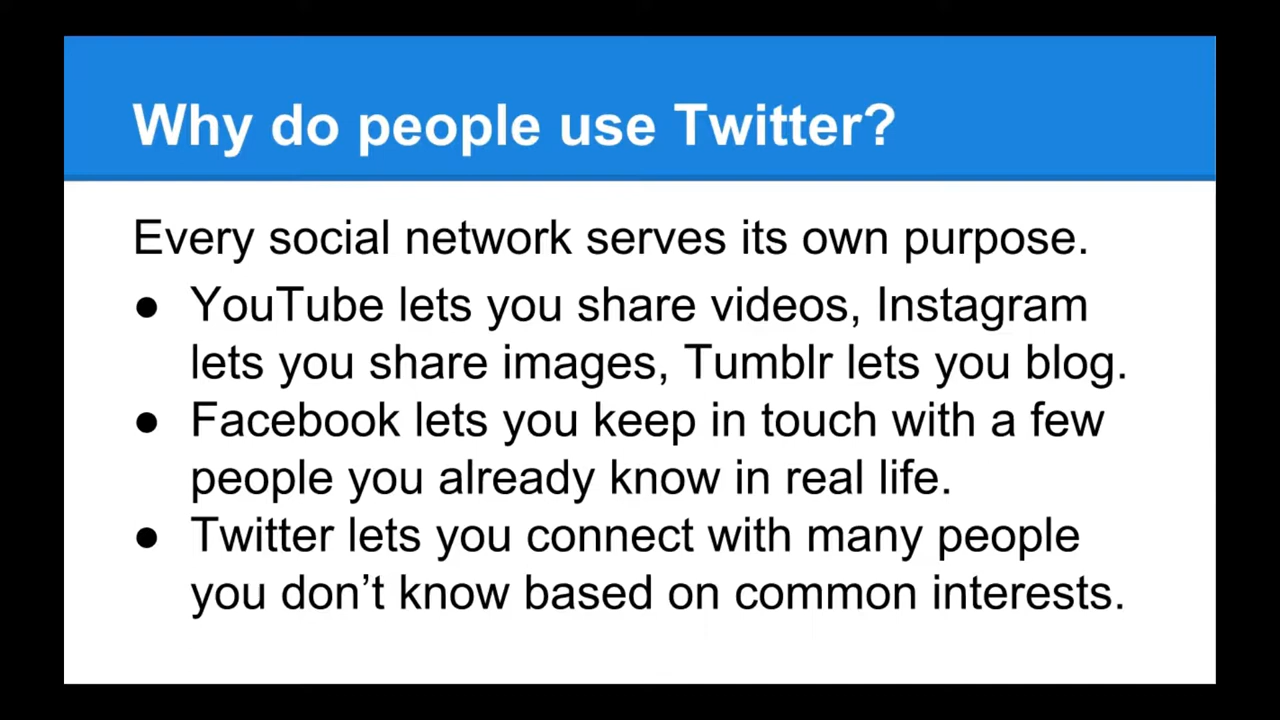 Why do people use Twitter?
Every social network serves its own purpose.
● YouTube lets you share videos, Instagram
lets you share images, Tumblr lets you blog.
● Facebook lets you keep in touch with a few
people you already know in real life.
● Twitter lets you connect with many people
you don’t know based on common interests.